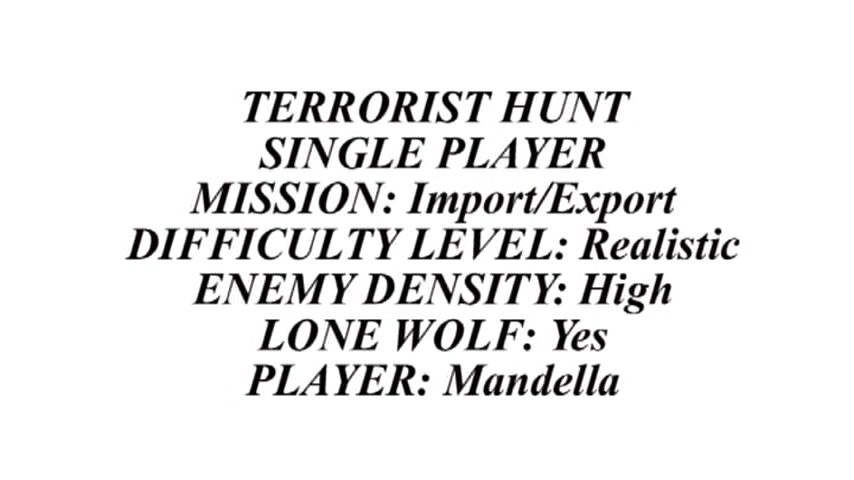 TERRORIST HUNT
SINGLE PLAYER
MISSION: Import/Export
DIFFICULTY LEVEL: Realistic
ENEMY DENSITY: High
LONE WOLF: Yes
PLAYER: Mandella